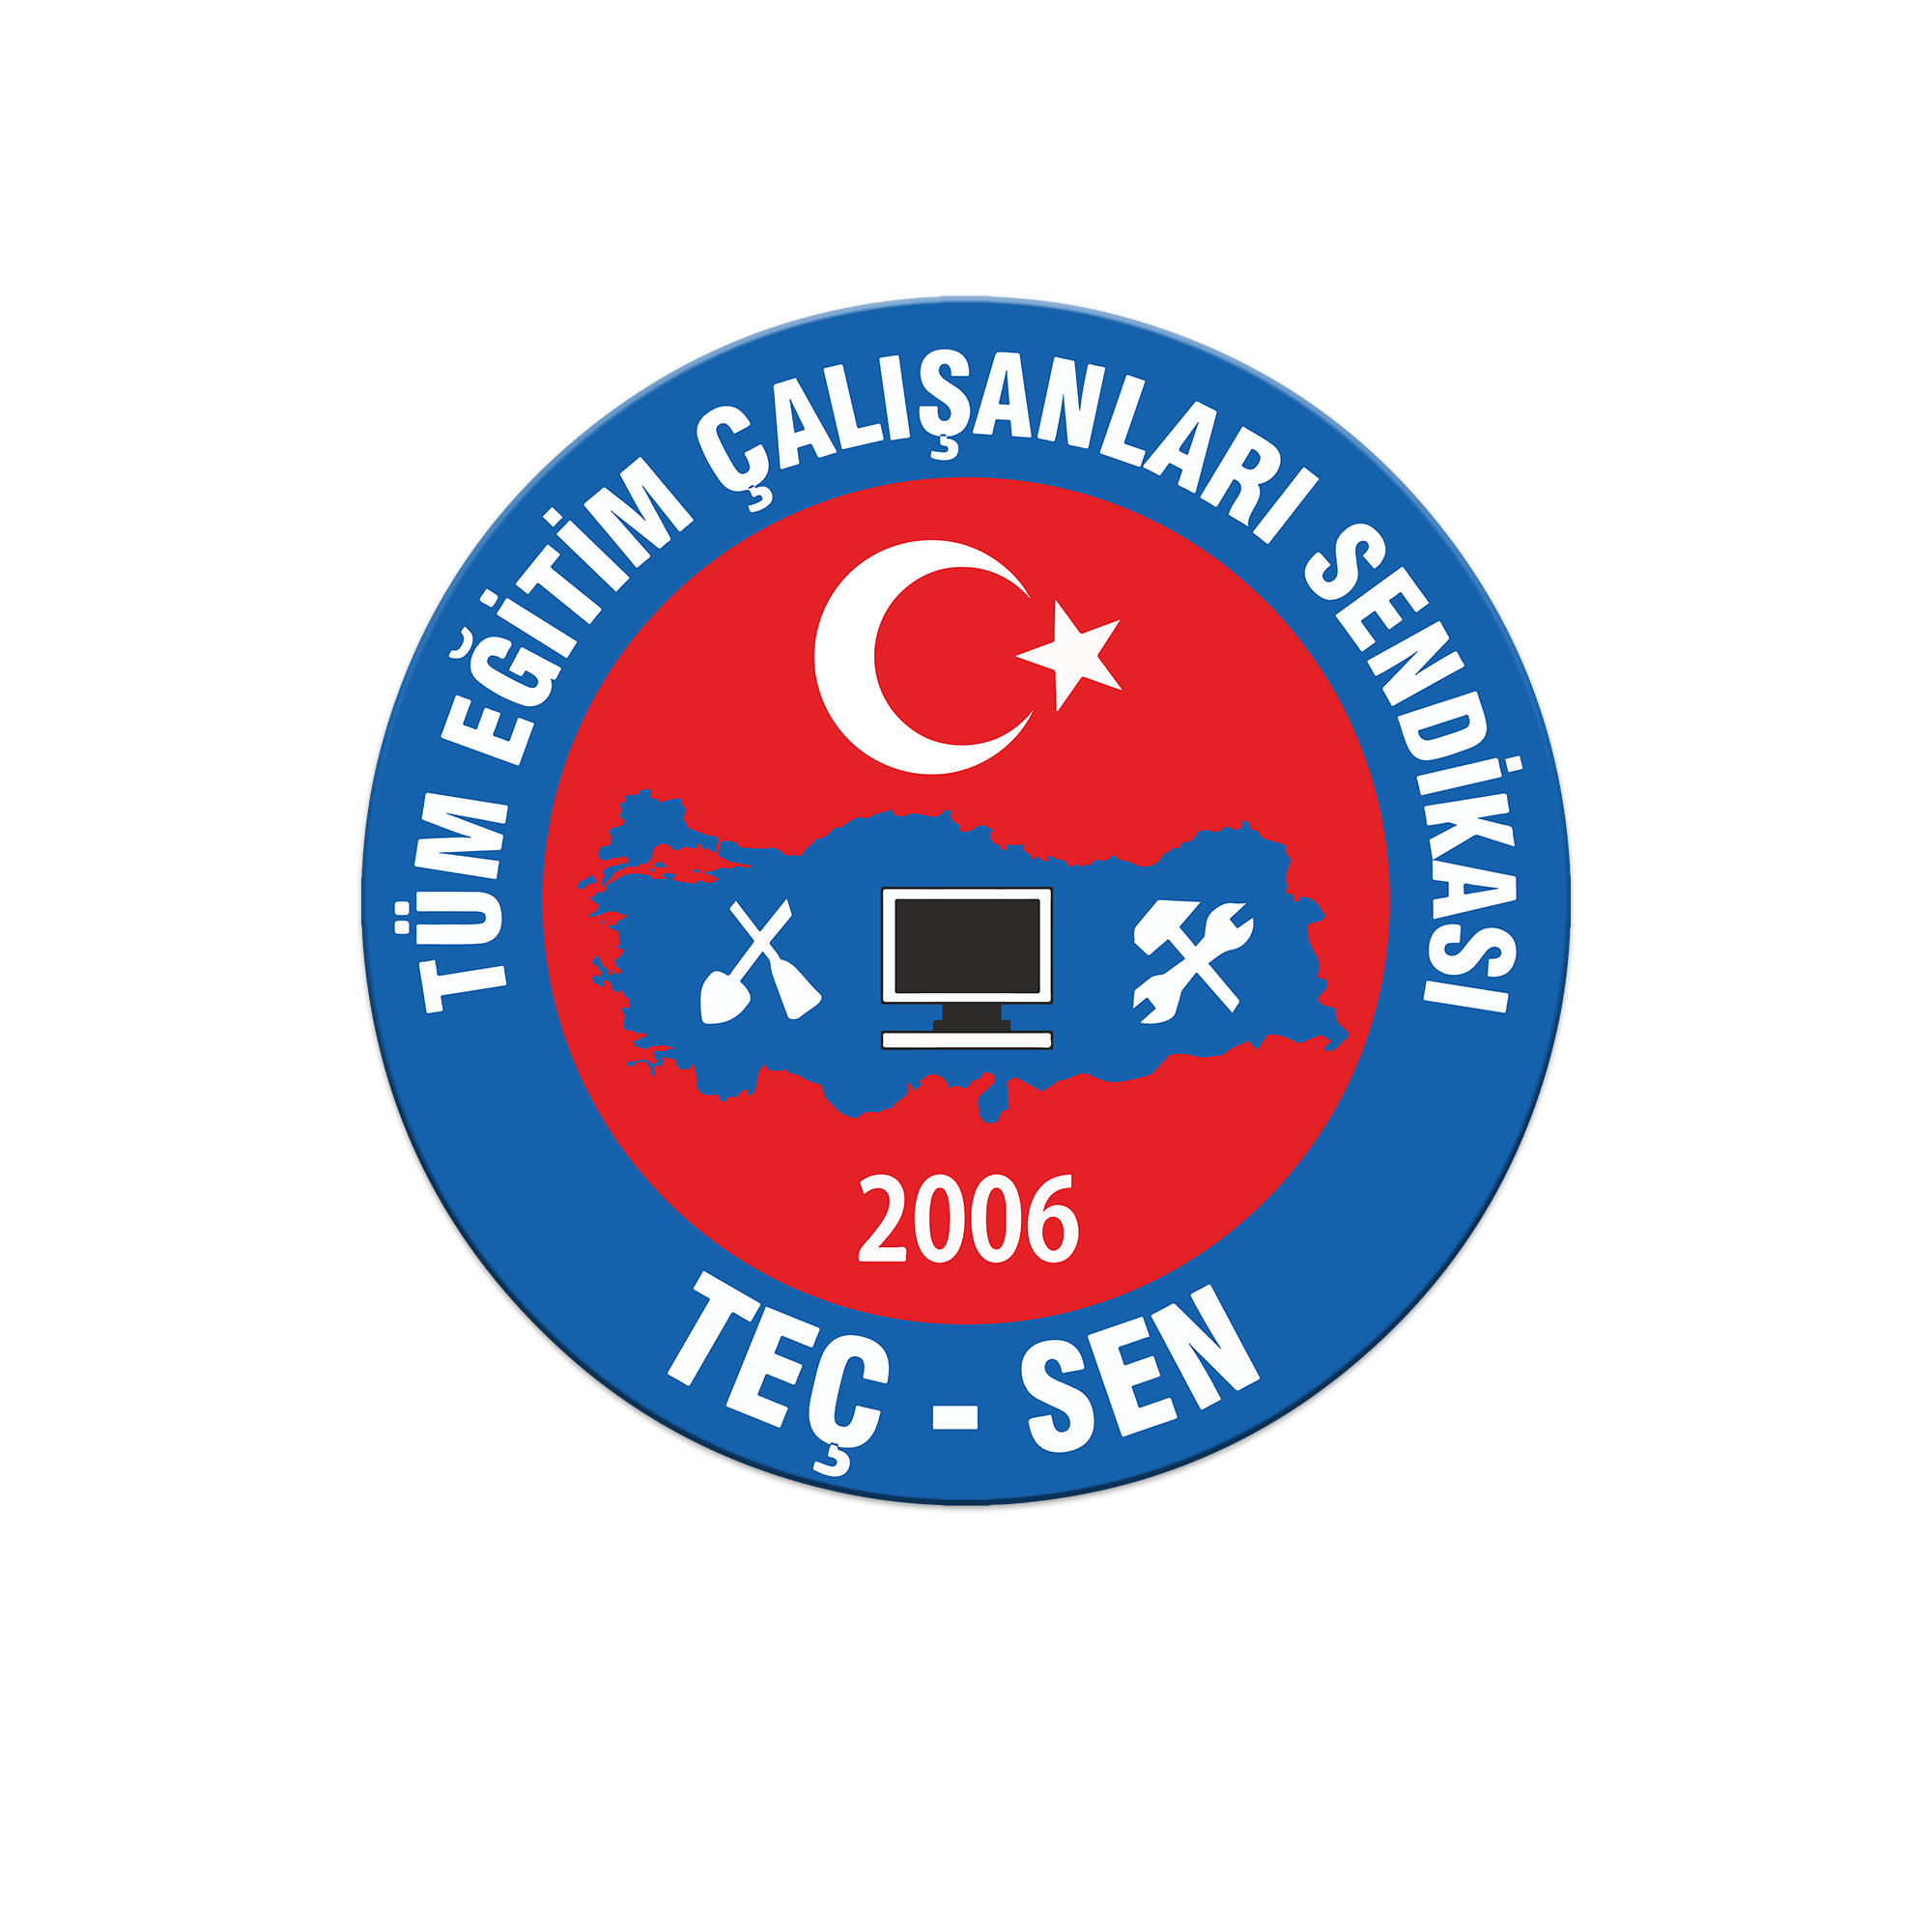 TÜM EĞİTİM ÇALIŞANLARI SENDİKASI
2006
TEÇ - SEN